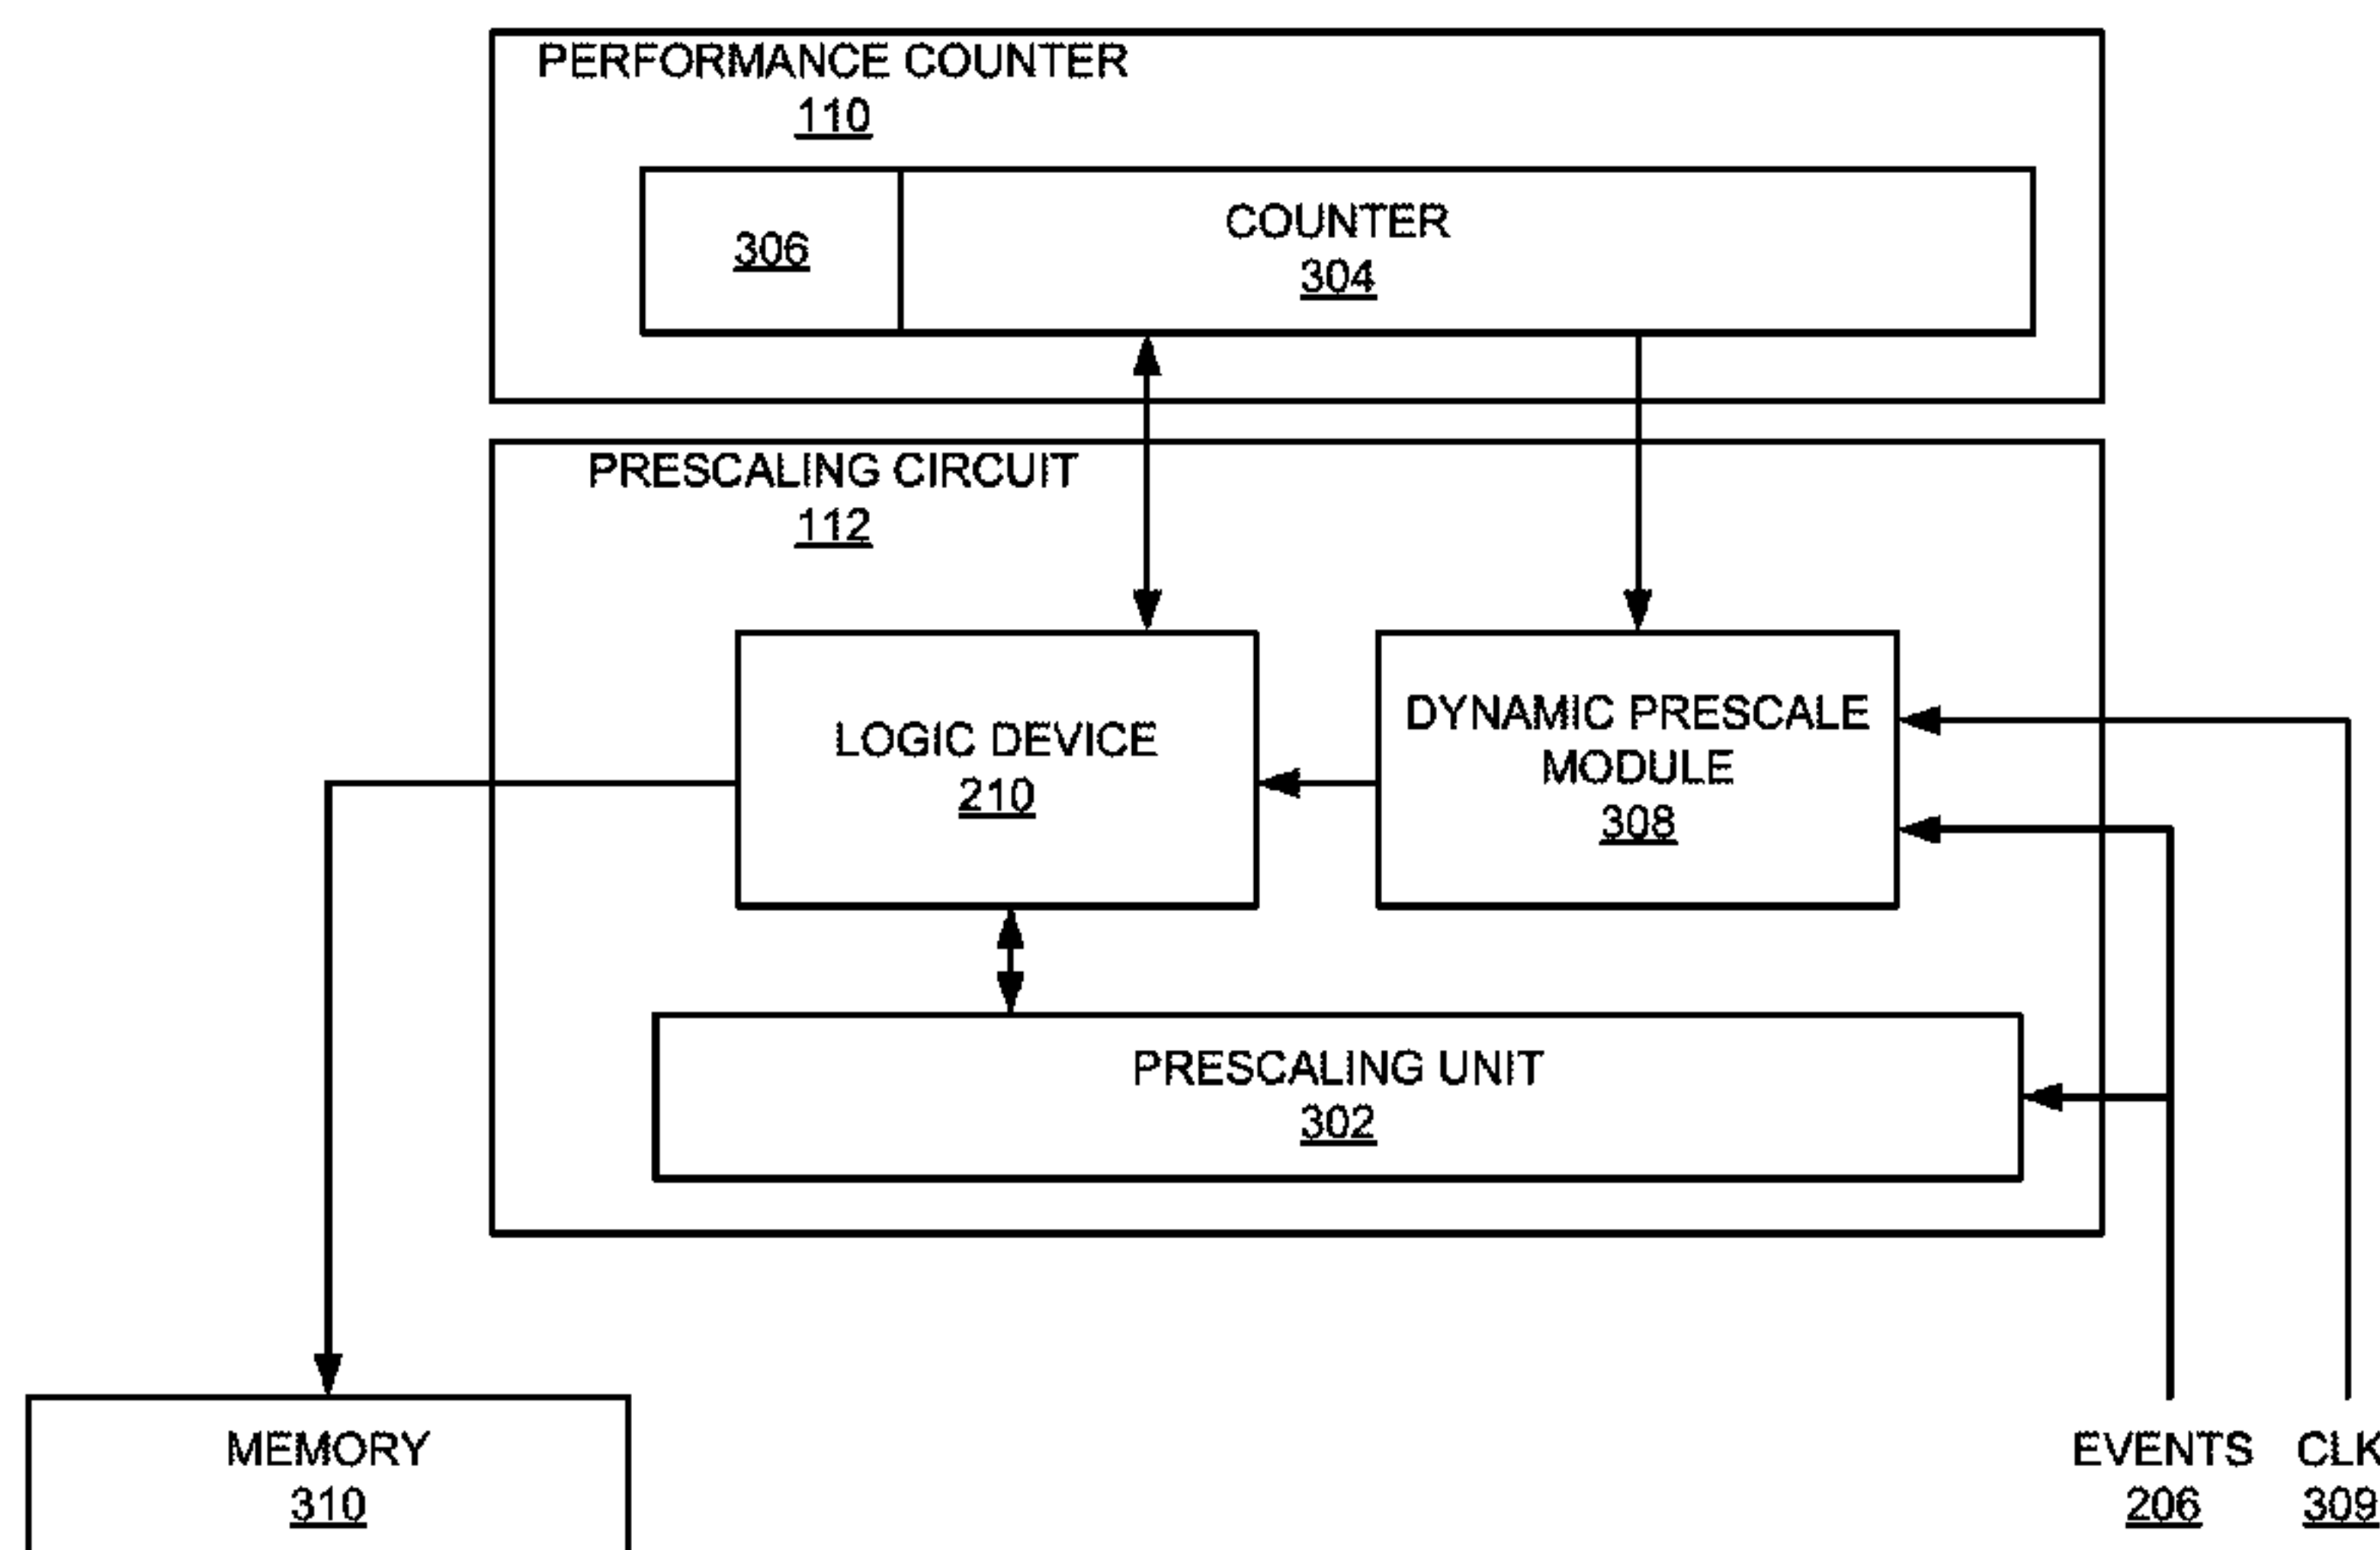 PERFORMANCE COUNTER
110
306
COUNTER
304
PRESCALING CIRCUIT
112
LOGIC DEVICE
210
DYNAMIC PRESCALE
MODULE
308
PRESCALING UNIT
302
MEMORY
310
EVENTS
206
CLK
309